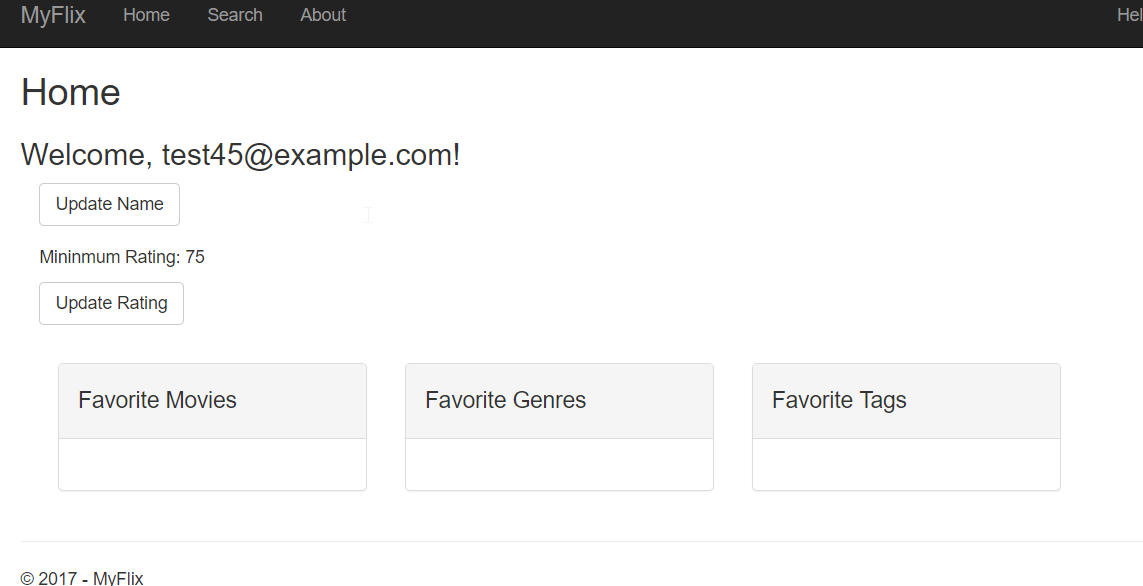 MyFlix Home Search About Hel
Home
Welcome, test45@example.com!
Update Name
Mininmum Rating: 75
Update Rating
Favorite Movies Favorite Genres Favorite Tags
© 2017 - MyFlix